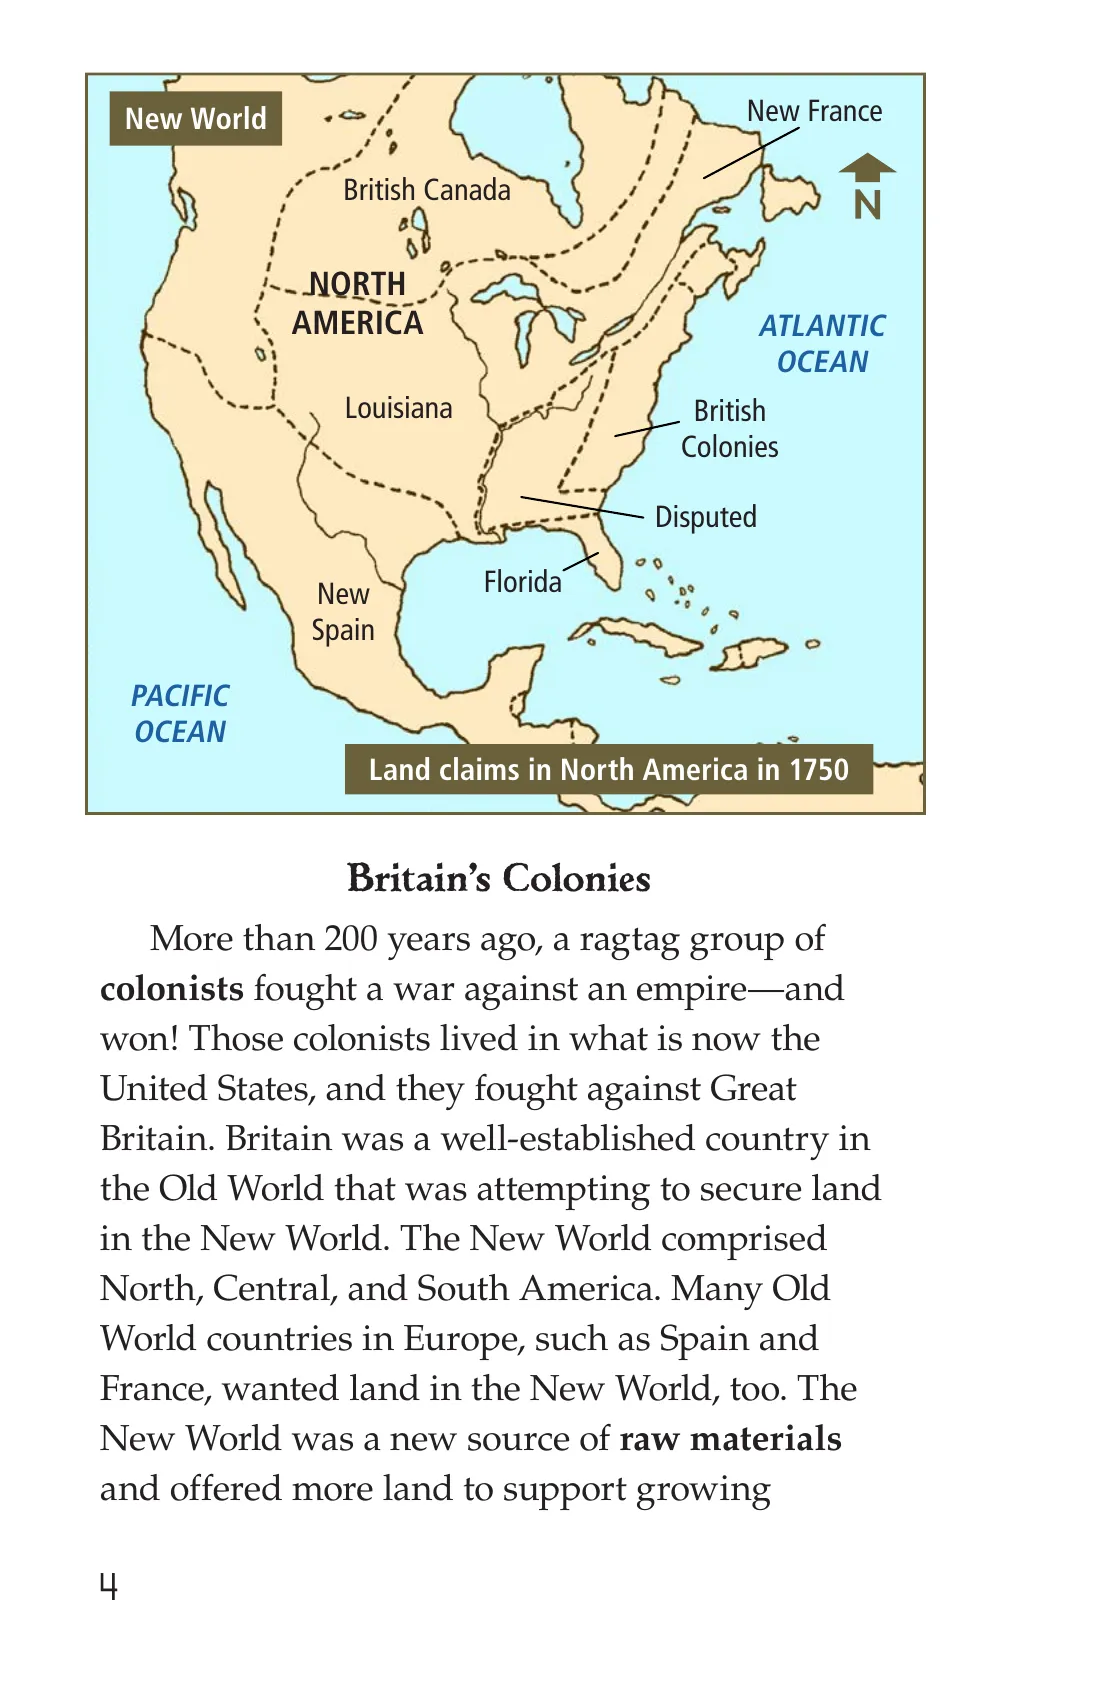 New World
New France
British Canada
N
NORTH
AMERICA
ATLANTIC
OCEAN
Louisiana
British
Colonies
Disputed
Florida
New
Spain
PACIFIC
OCEAN
Land claims in North America in 1750
Britain's Colonies
More than 200 years ago, a ragtag group of
colonists fought a war against an empire—and
won! Those colonists lived in what is now the
United States, and they fought against Great
Britain. Britain was a well-established country in
the Old World that was attempting to secure land
in the New World. The New World comprised
North, Central, and South America. Many Old
World countries in Europe, such as Spain and
France, wanted land in the New World, too. The
New World was a new source of raw materials
and offered more land to support growing
4